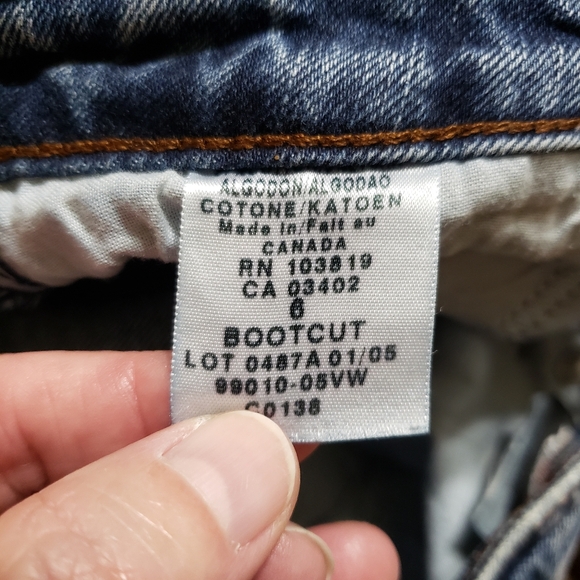 ALGODON/ALGODAO
COTONE/KATOEN
Made in/Fait au
CANADA
RN 103819
CA 03402
6
BOOTCUT
LOT 0487A 01/05
99010-05VW
C0138